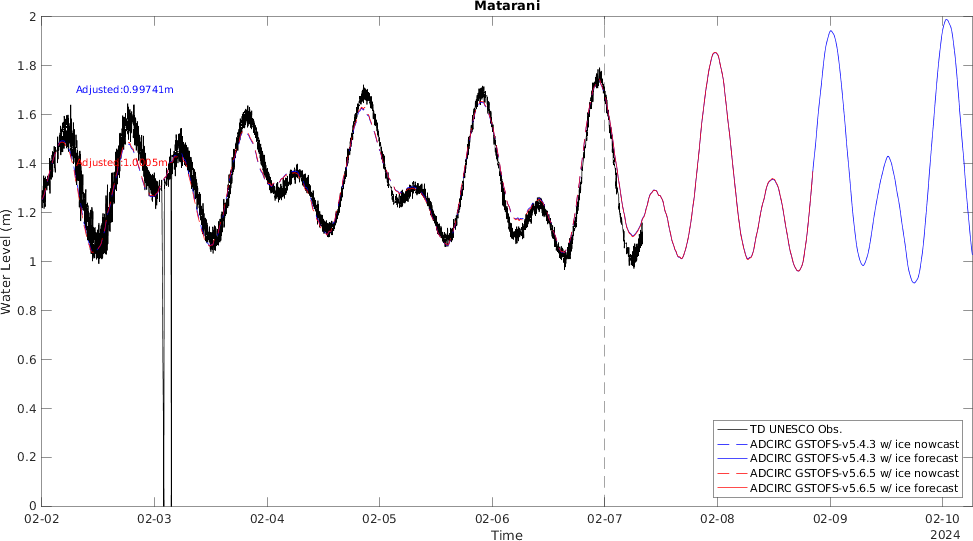 Matarani
2
1.8
1.6
1.4
1.2
1
0.8
0.6
0.4
0.2
0
Water Level (m)
Adjusted:0.99741m
TD UNESCO Obs.
ADCIRC GSTOFS-v5.4.3 w/ ice nowcast
ADCIRC GSTOFS-v5.4.3 w/ ice forecast
ADCIRC GSTOFS-v5.6.5 w/ ice nowcast
ADCIRC GSTOFS-v5.6.5 w/ ice forecast
02-02 02-03 02-04 02-05 02-06 02-07 02-08 02-09 02-10
Time
2024